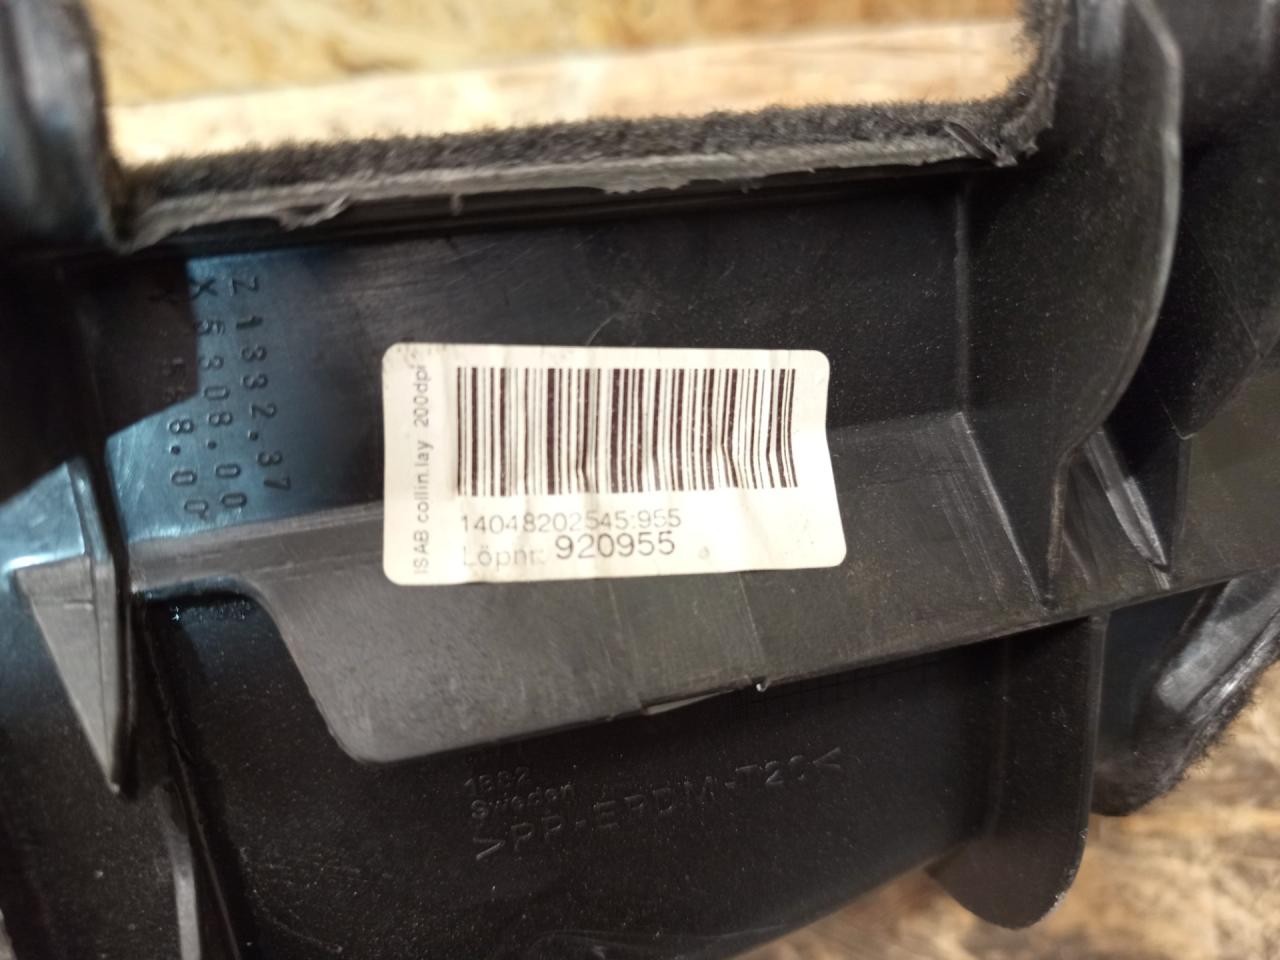 Z 1332.37
X 5308.00
Y
8.00
ISAB collin.lay 200dpi
14048202545:955
Löpnr: 920955
Sweden
>PP-EPDM-T20<